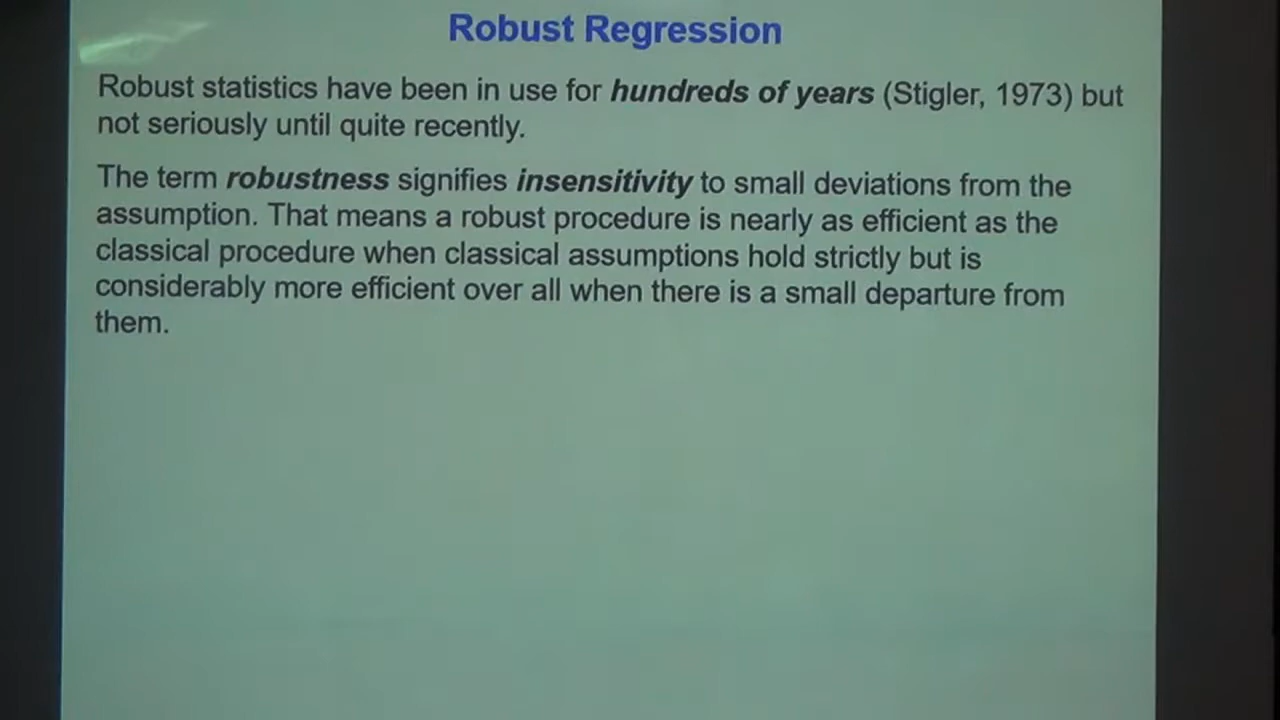 Robust Regression
Robust statistics have been in use for hundreds of years (Stigler, 1973) but
not seriously until quite recently.
The term robustness signifies insensitivity to small deviations from the
assumption. That means a robust procedure is nearly as efficient as the
classical procedure when classical assumptions hold strictly but is
considerably more efficient over all when there is a small departure from
them.